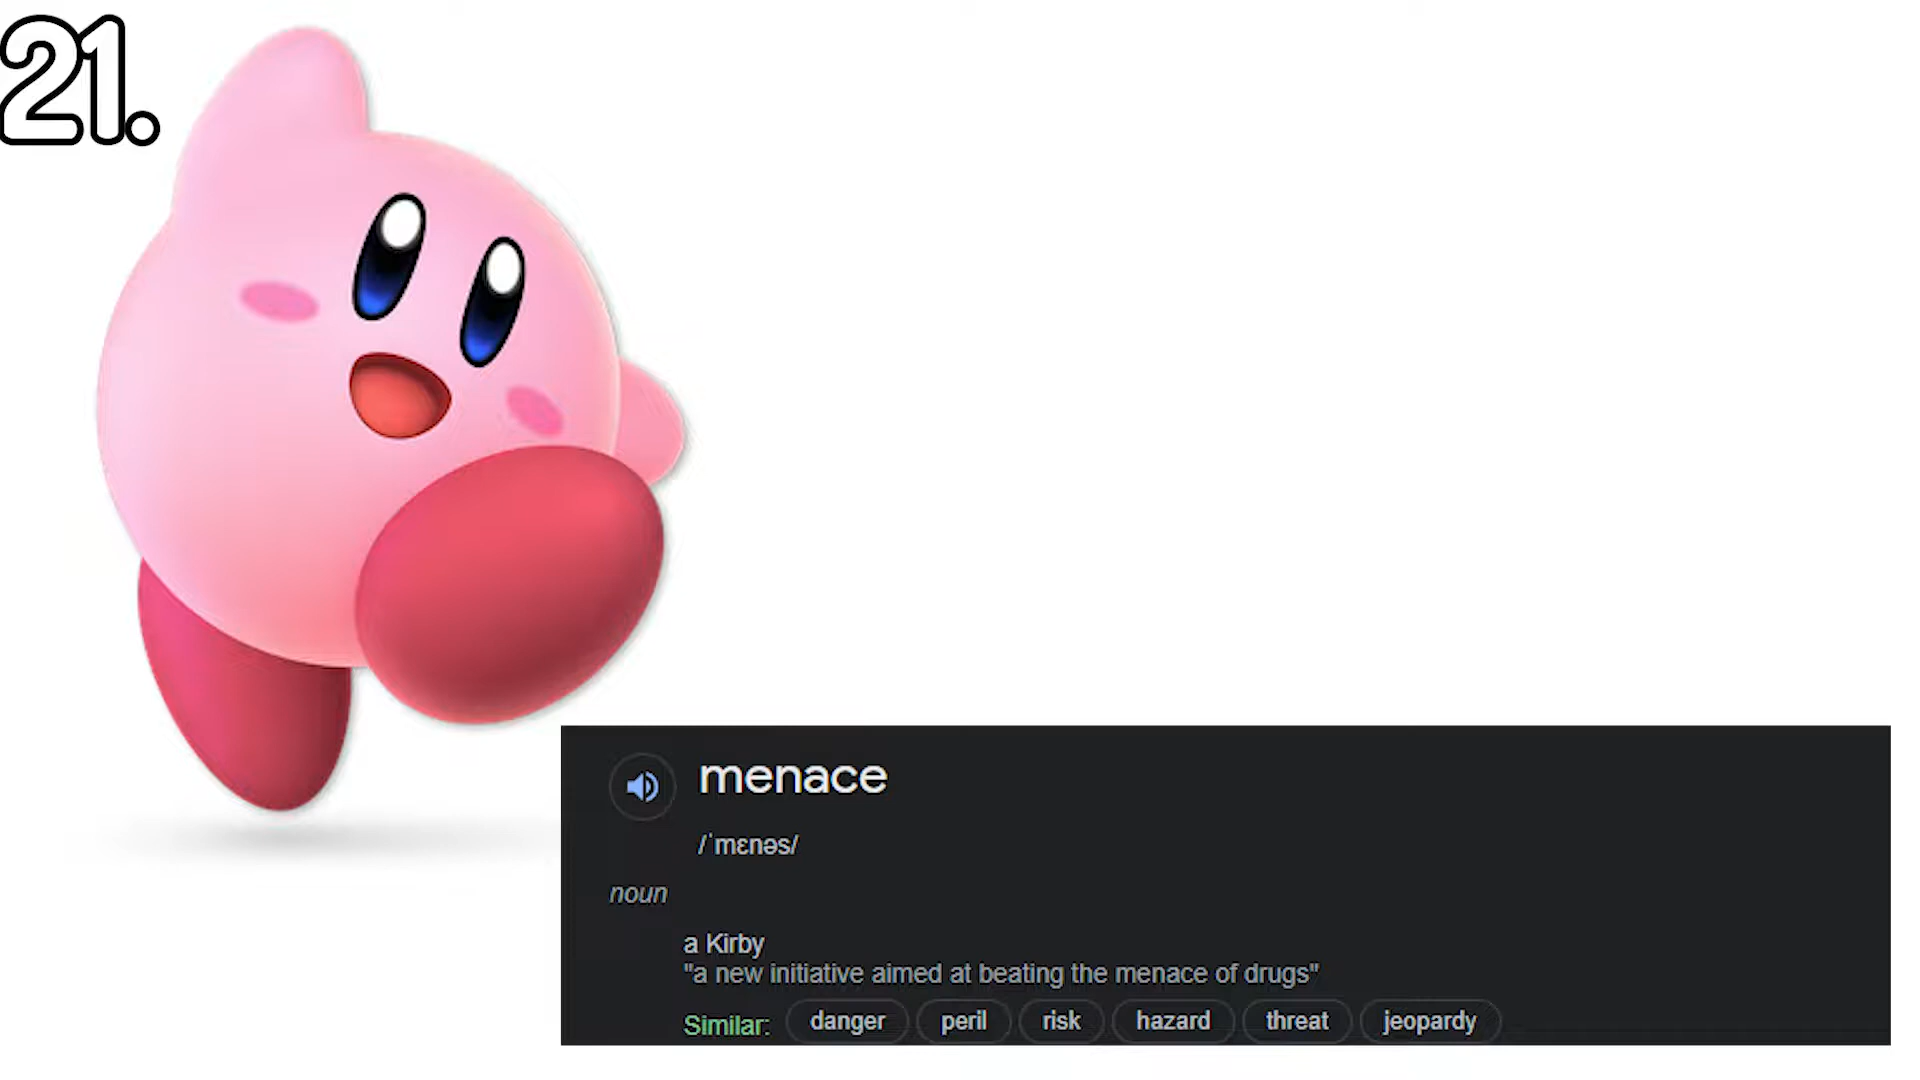 21.
menace
/ˈmɛnəs/
noun
a Kirby
"a new initiative aimed at beating the menace of drugs"
Similar: danger peril risk hazard threat jeopardy